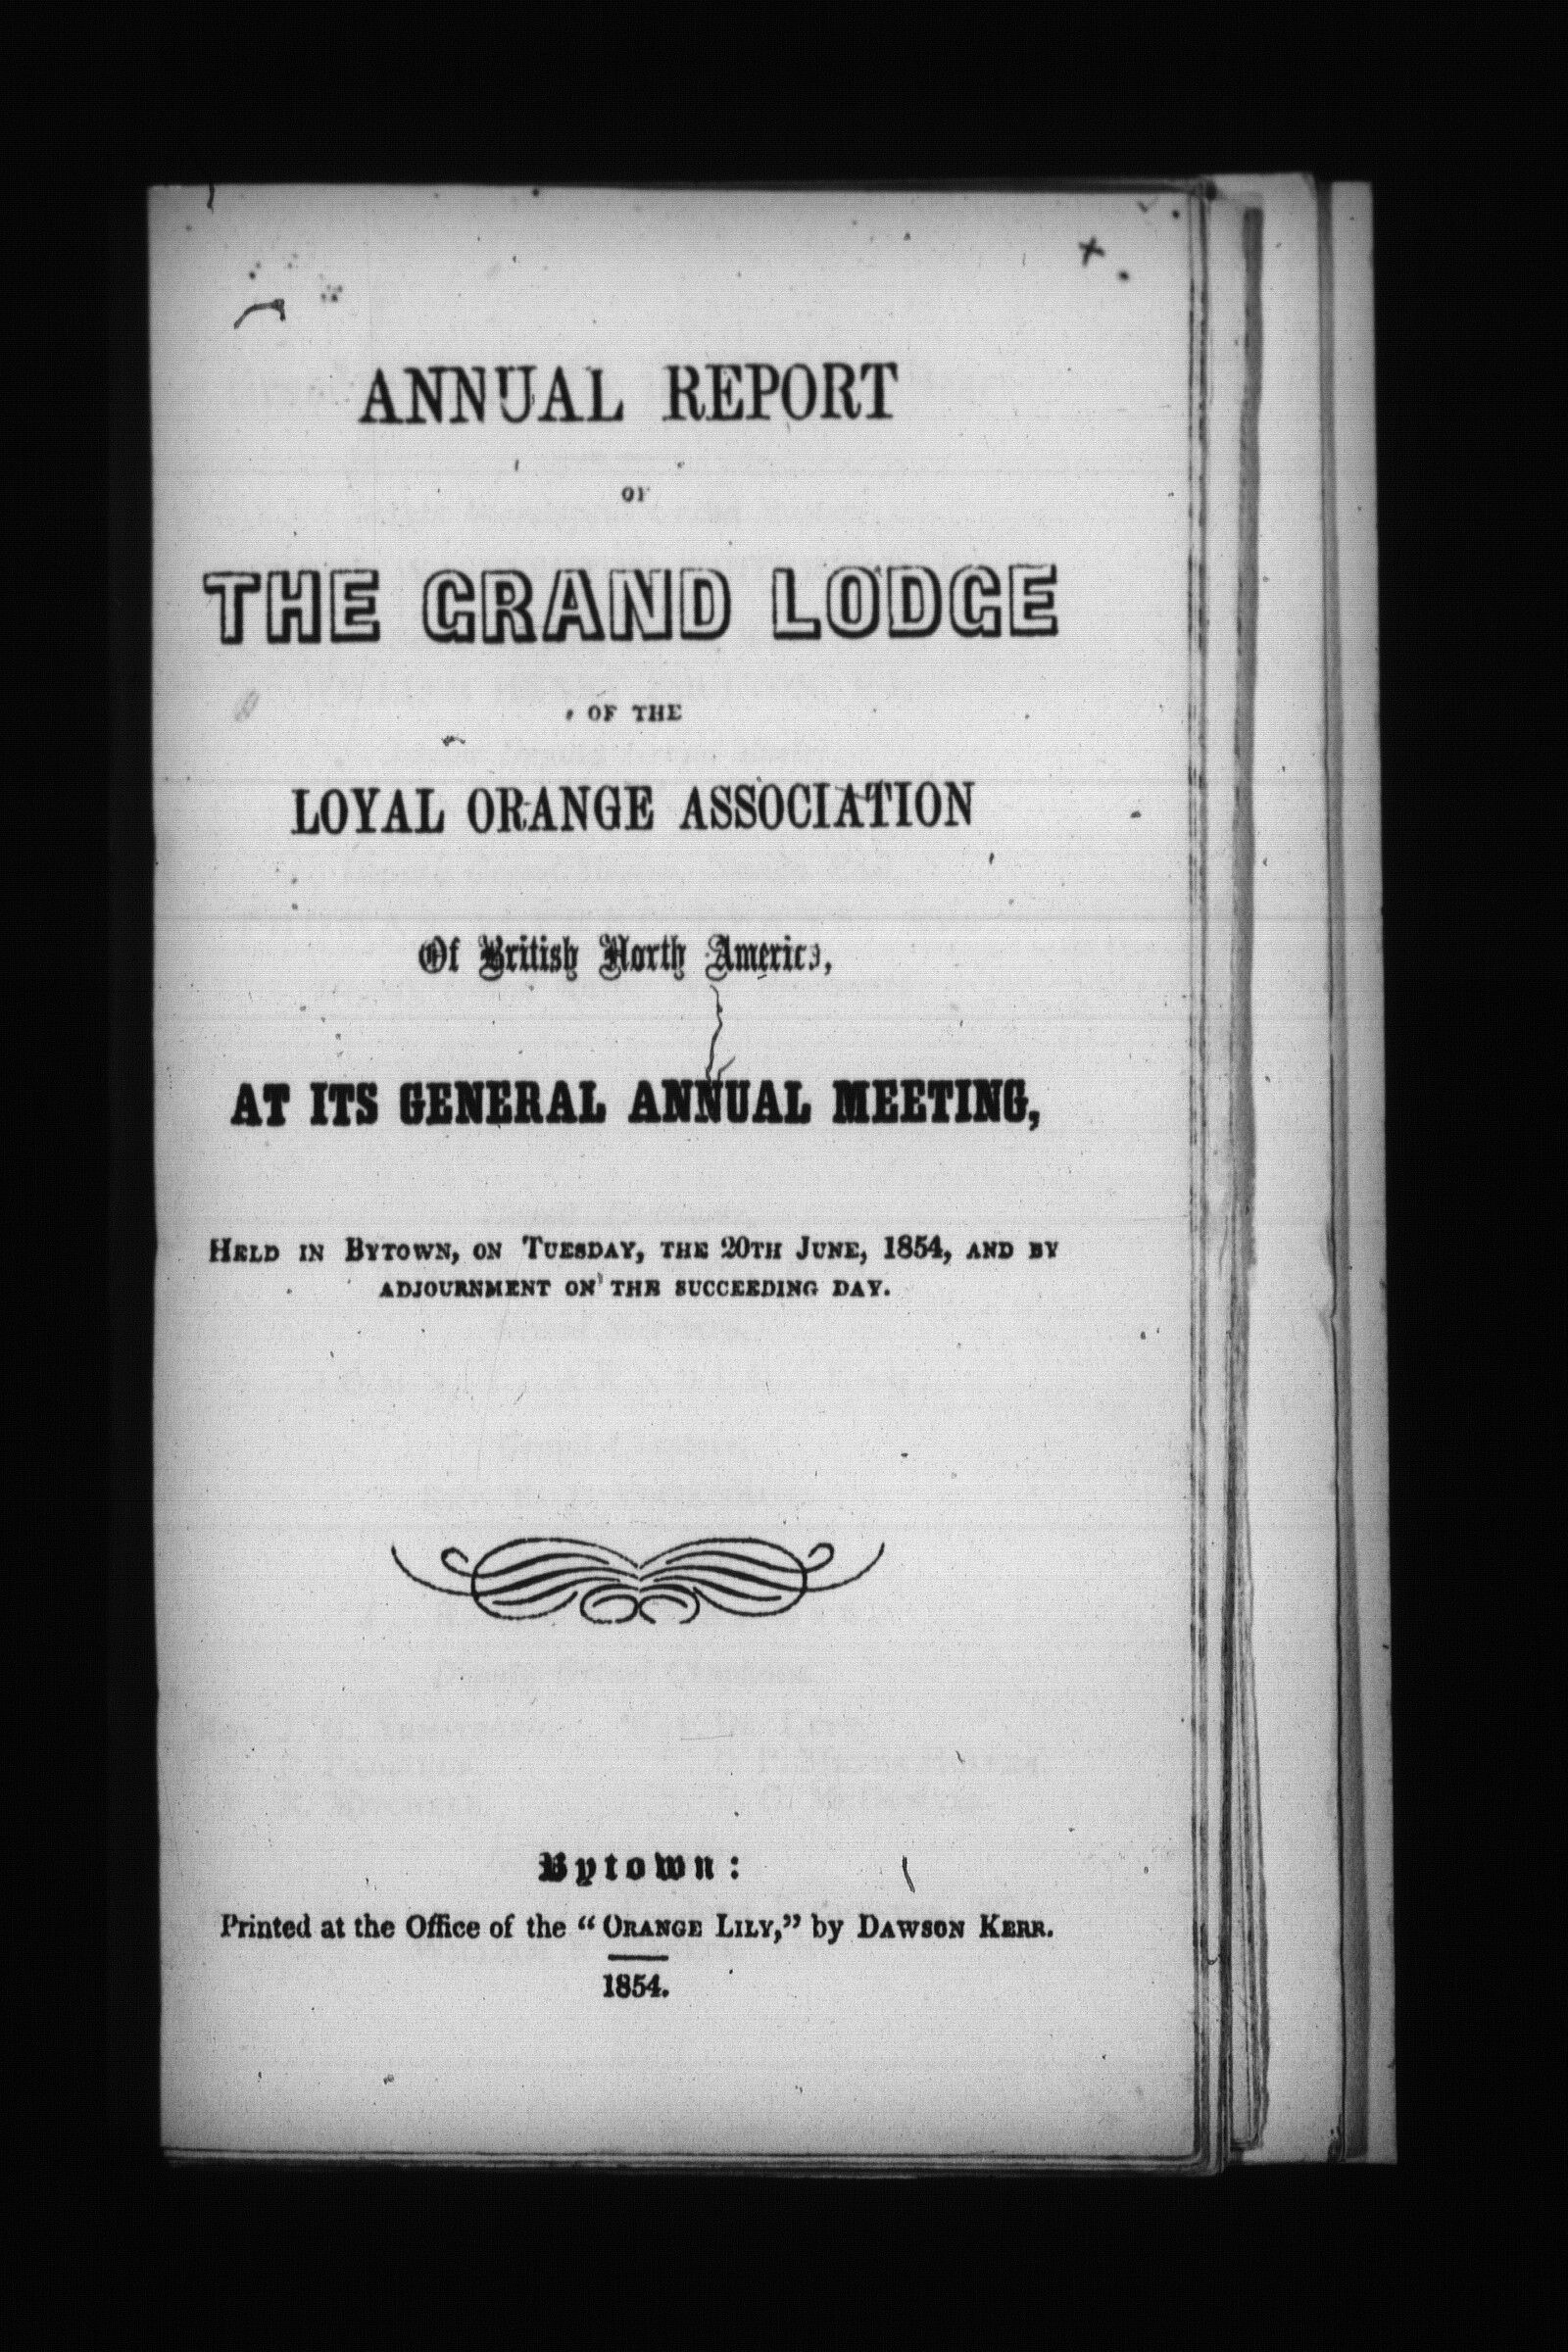 ANNUAL REPORT
OF
THE GRAND LODGE
OF THE
LOYAL ORANGE ASSOCIATION
Of British North America,
AT ITS GENERAL ANNUAL MEETING,
HELD IN BYTOWN, ON TUESDAY, THE 20TH JUNE, 1854, AND BY
ADJOURNMENT ON THE SUCCEEDING DAY.
Bytown:
Printed at the Office of the “ORANGE LILY,” by DAWSON KERR.
1854.